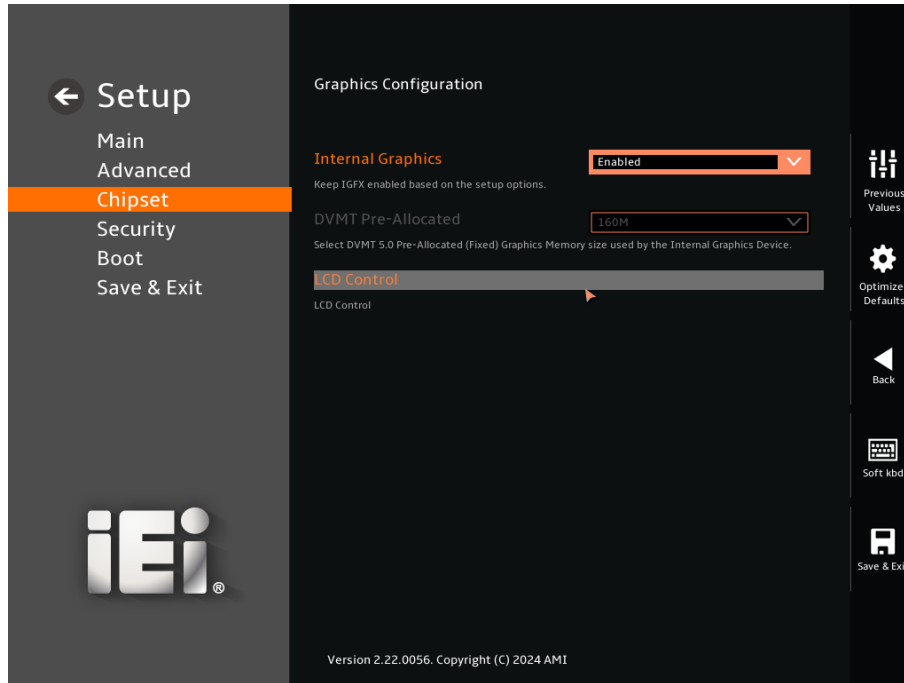 Setup
Main
Advanced
Chipset
Security
Boot
Save & Exit
iEi®
Graphics Configuration
Internal Graphics
Enabled
Keep IGFX enabled based on the setup options.
DVMT Pre-Allocated
160M
Select DVMT 5.0 Pre-Allocated (Fixed) Graphics Memory size used by the Internal Graphics Device.
LCD Control
LCD Control
Version 2.22.0056. Copyright (C) 2024 AMI
Previous
Values
Optimize
Defaults
Back
Soft kbd
Save & Exi